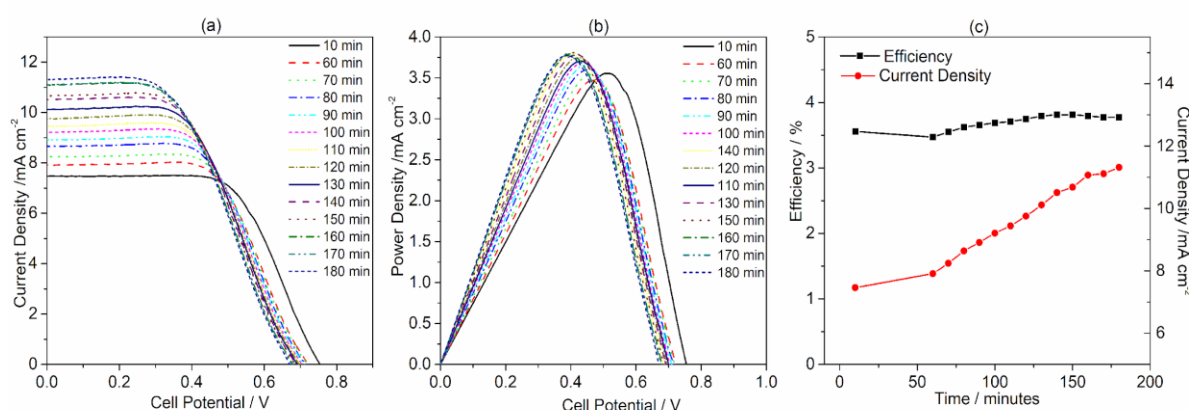 (a)
Current Density /mA cm-2
13
12
10
8
6
4
2
0
0.0
0.2
0.4
0.6
0.8
Cell Potential / V
10 min
60 min
70 min
80 min
90 min
100 min
110 min
120 min
130 min
140 min
150 min
160 min
170 min
180 min
(b)
Power Density /mA cm-2
4.0
3.5
3.0
2.5
2.0
1.5
1.0
0.5
0.0
0.0
0.2
0.4
0.6
0.8
1.0
Cell Potential / V
10 min
60 min
70 min
80 min
90 min
100 min
140 min
120 min
110 min
130 min
150 min
160 min
170 min
180 min
(c)
Efficiency
Current Density
Efficiency / %
5
4
3
2
1
0
0
50
100
150
200
Time / minutes
15
14
13
12
11
10
9
8
7
6
Current Density /mA cm-2